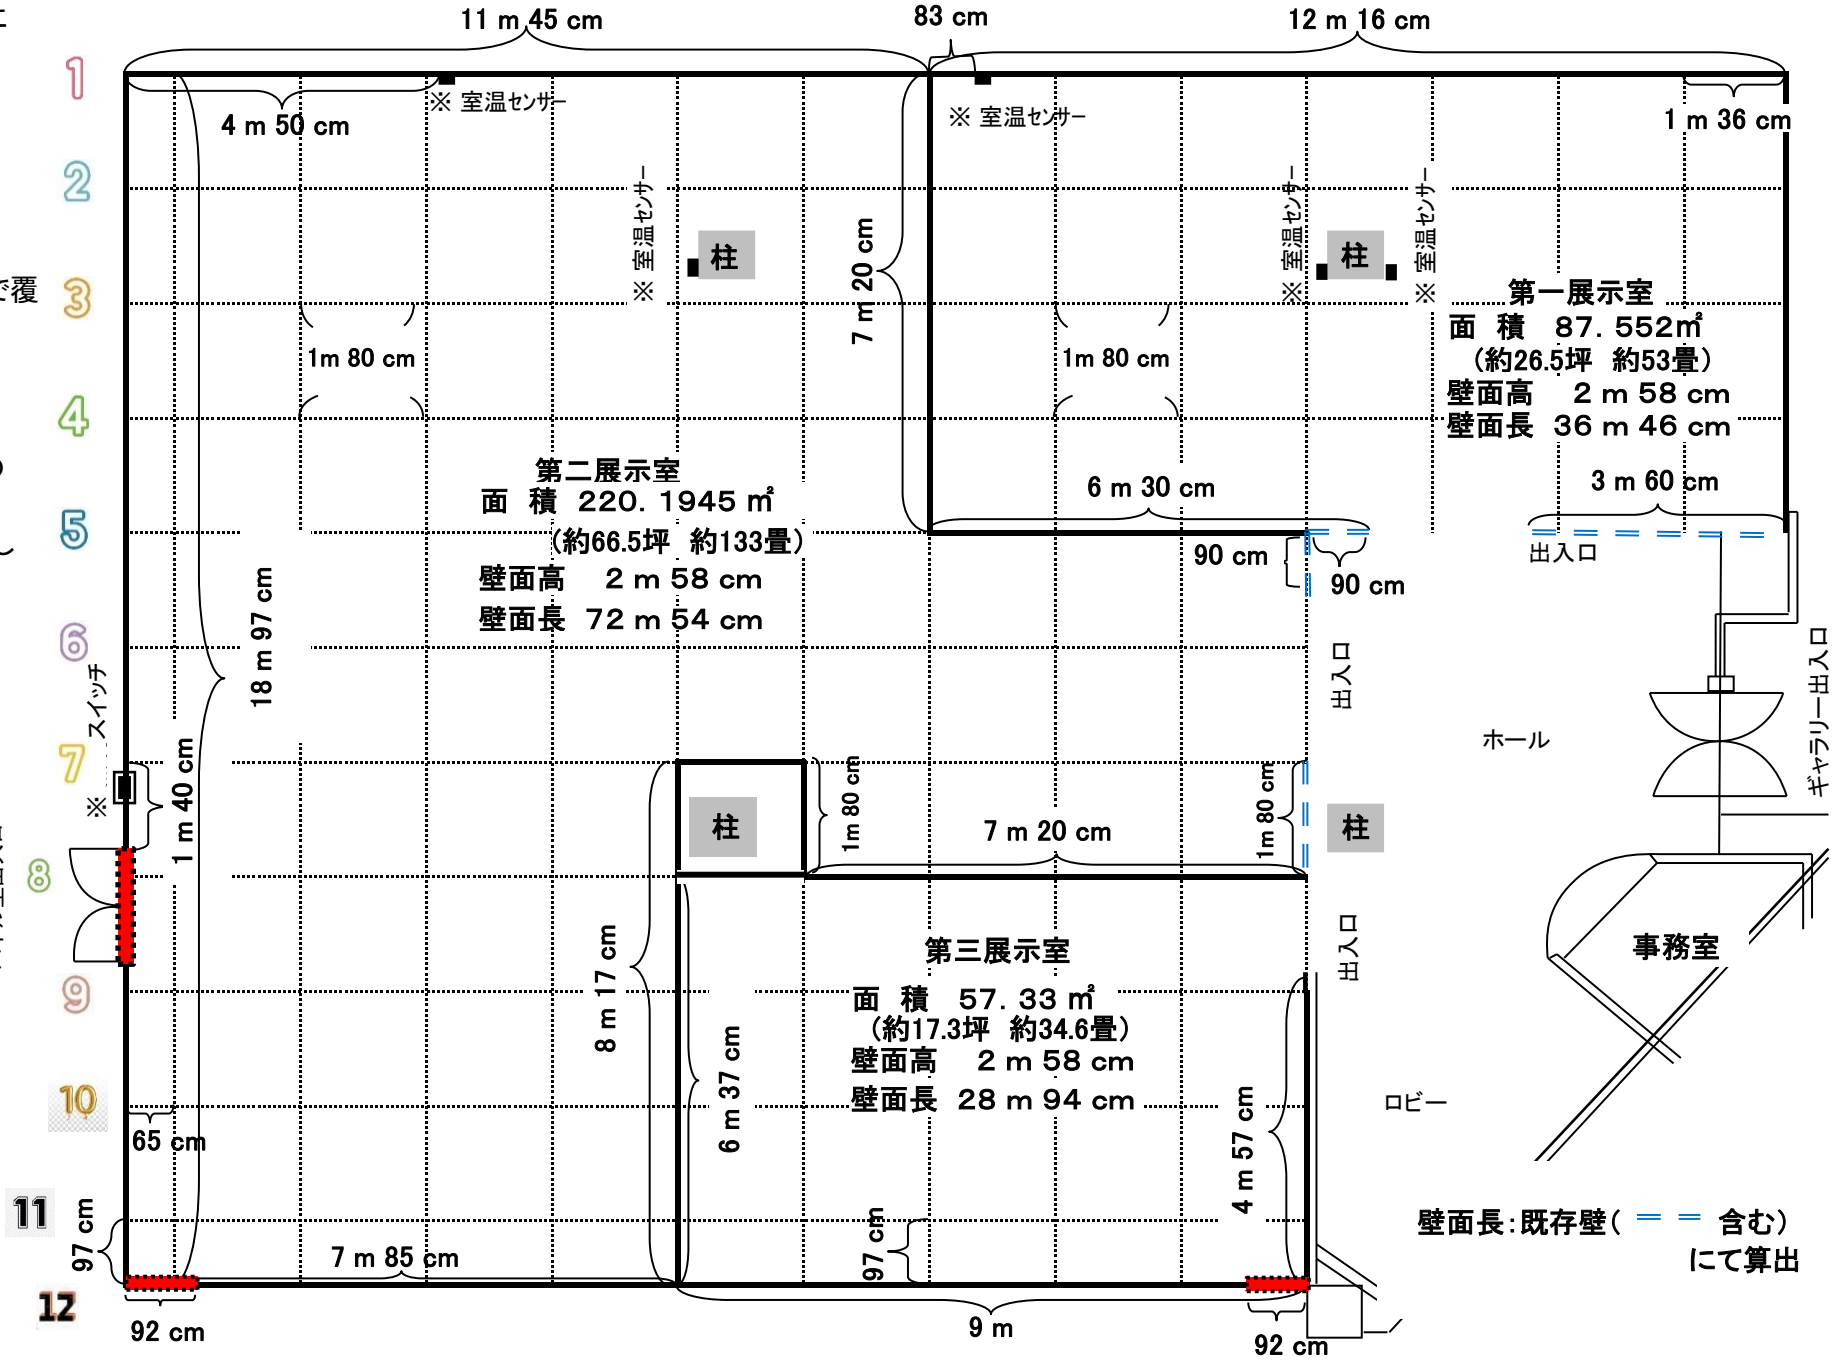 11 m 45 cm
83 cm
12 m 16 cm
1
※ 室温センサー
※ 室温センサー
4 m 50 cm
1 m 36 cm
2
※ 室温センサー
柱
7 m 20 cm
※ 室温センサー
柱
※ 室温センサー
で覆
3
第一展示室
面 積 87. 552㎡
(約26.5坪 約53畳)
壁面高 2 m 58 cm
壁面長 36 m 46 cm
1m 80 cm
1m 80 cm
4
第二展示室
面 積 220. 1945 ㎡
(約66.5坪 約133畳)
壁面高 2 m 58 cm
壁面長 72 m 54 cm
6 m 30 cm
3 m 60 cm
5
90 cm
90 cm
出入口
18 m 97 cm
6
出入口
※ スイッチ
ホール
ギャラリー出入口
7
1 m 40 cm
柱
1m 80 cm
7 m 20 cm
1m 80 cm
柱
8
8 m 17 cm
第三展示室
面 積 57. 33 ㎡
(約17.3坪 約34.6畳)
壁面高 2 m 58 cm
壁面長 28 m 94 cm
出入口
事務室
9
6 m 37 cm
10
65 cm
4 m 57 cm
ロビー
11
97 cm
97 cm
壁面長:既存壁( = = 含む)
にて算出
7 m 85 cm
12
92 cm
9 m
92 cm